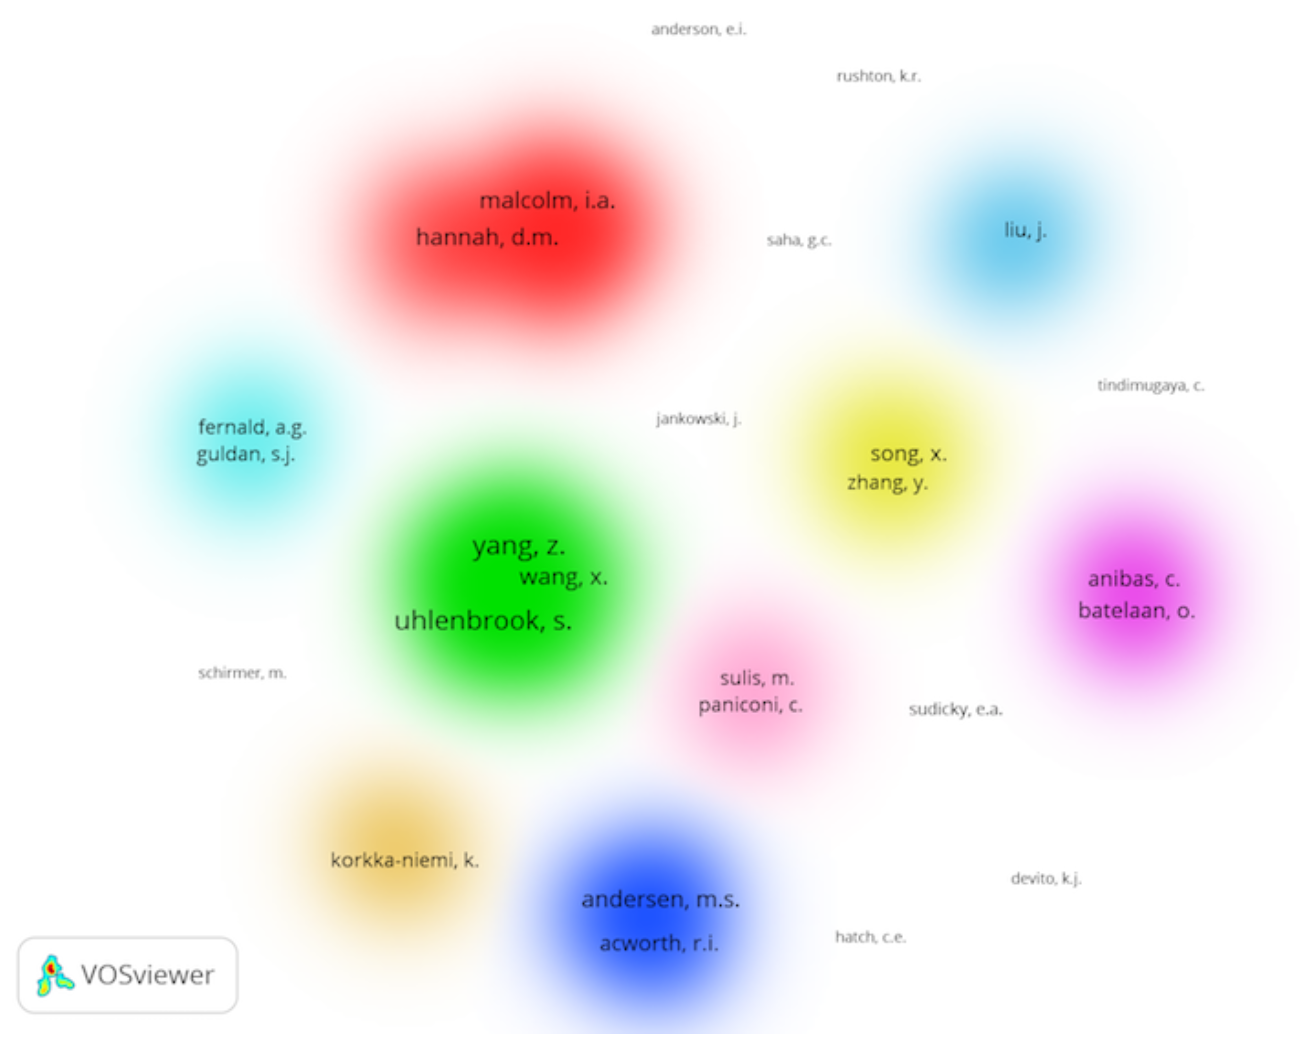 anderson, e.i.
rushton, k.r.
malcolm, i.a.
hannah, d.m.
liu, j.
saha, g.c.
tindimugaya, c.
jankowski, j.
fernald, a.g.
guldan, s.j.
song, x.
zhang, y.
yang, z.
wang, x.
uhlenbrook, s.
anibas, c.
batelaan, o.
schirmer, m.
sulis, m.
paniconi, c.
sudicky, e.a.
korkka-niemi, k.
andersen, m.s.
acworth, r.i.
devito, k.j.
hatch, c.e.
VOSviewer